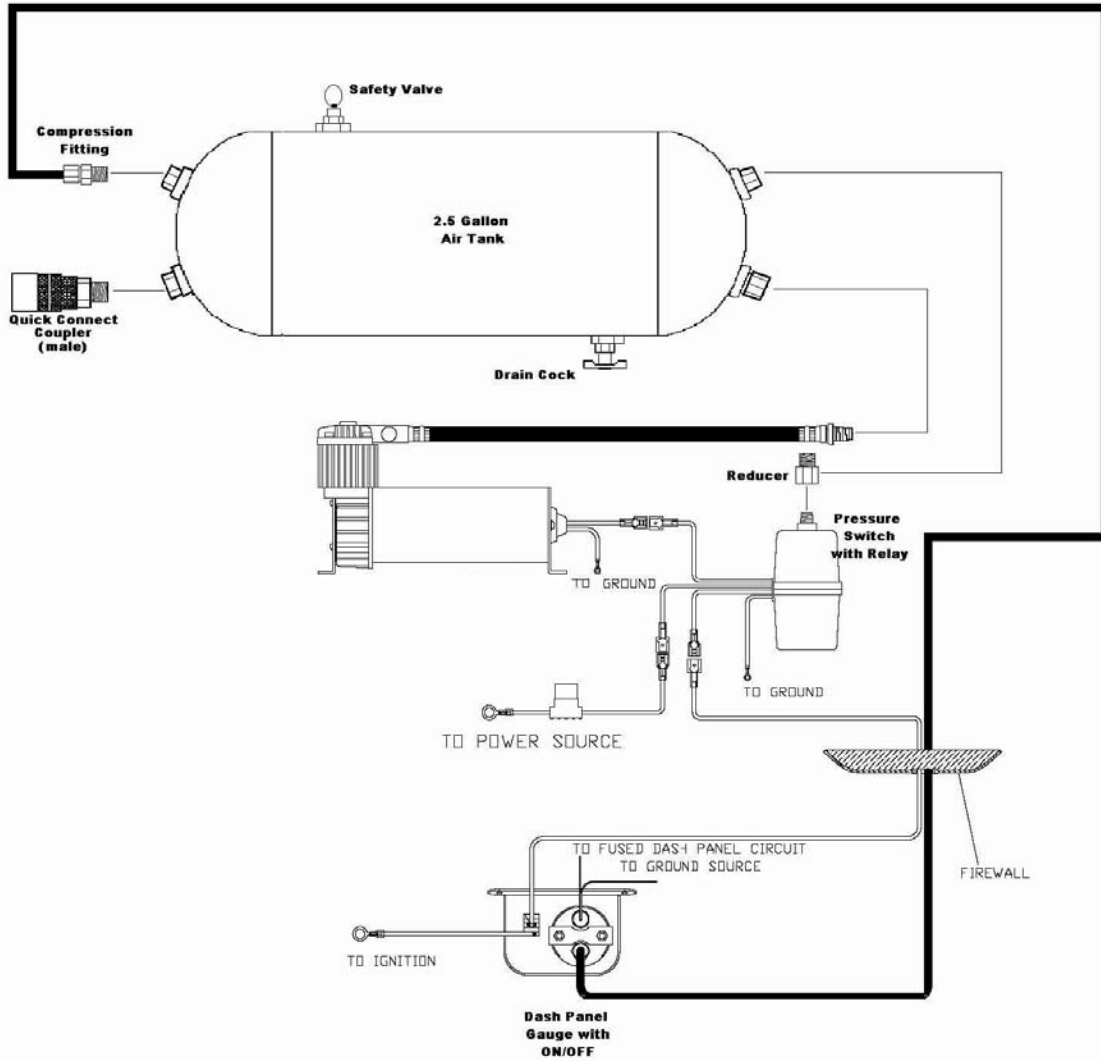 Safety Valve
Compression
Fitting
2.5 Gallon
Air Tank
Quick Connect
Coupler
(male)
Drain Cock
Reducer
Pressure
Switch
with Relay
TO GROUND
TO GROUND
TO POWER SOURCE
TO FUSED DASH PANEL CIRCUIT
TO GROUND SOURCE
FIREWALL
TO IGNITION
Dash Panel
Gauge with
ON/OFF